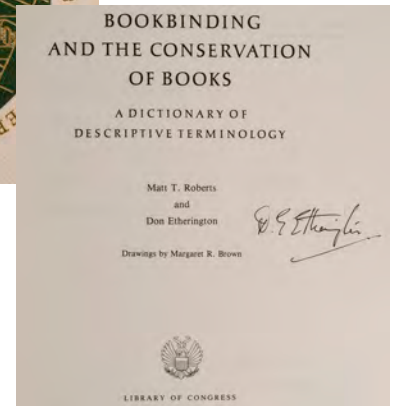 BOOKBINDING
AND THE CONSERVATION
OF BOOKS
A DICTIONARY OF
DESCRIPTIVE TERMINOLOGY
Matt T. Roberts
and
Don Etherington
D. E Etherington
Drawings by Margaret R. Brown
LIBRARY OF CONGRESS